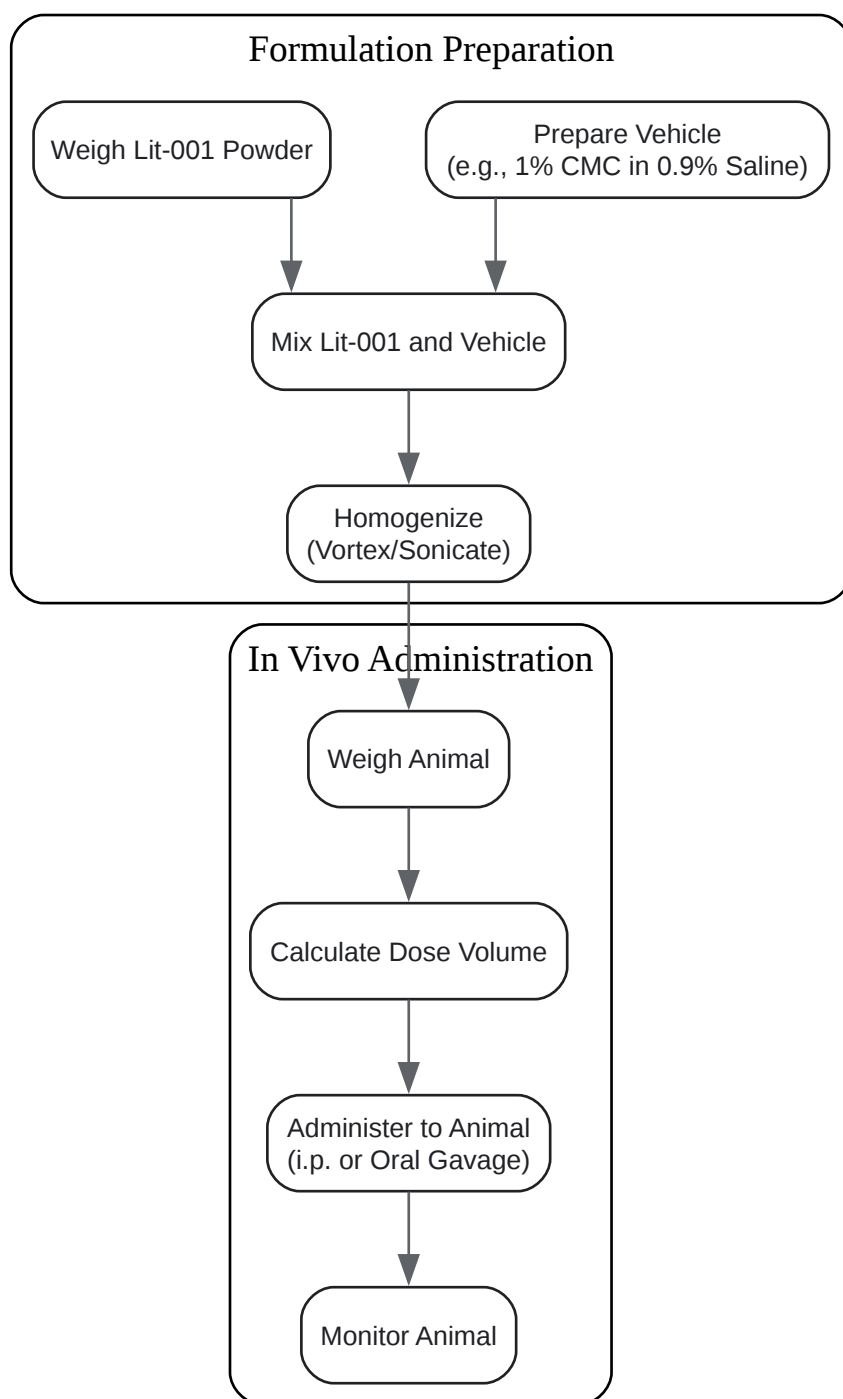 Formulation Preparation
Weigh Lit-001 Powder
Prepare Vehicle
(e.g., 1% CMC in 0.9% Saline)
Mix Lit-001 and Vehicle
Homogenize
(Vortex/Sonicate)
In Vivo Administration
Weigh Animal
Calculate Dose Volume
Administer to Animal
(i.p. or Oral Gavage)
Monitor Animal